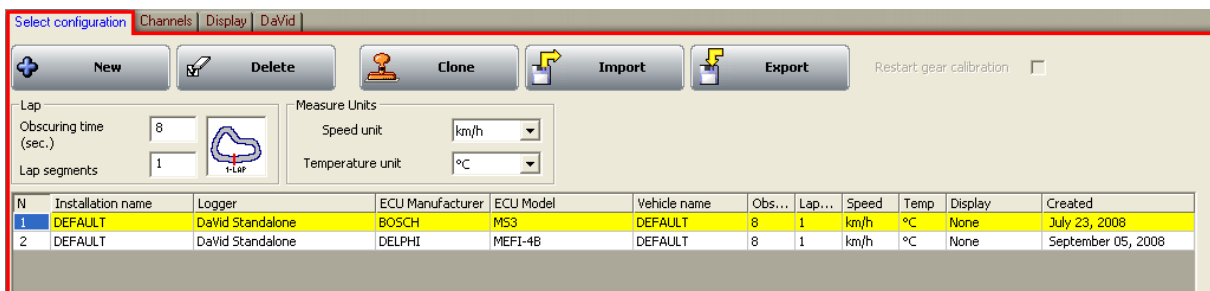 Select configuration Channels Display DaVid
New Delete Clone Import Export Restart gear calibration
Lap Measure Units
Obscuring time (sec.) 8 Speed unit km/h
Lap segments 1 1-LAP Temperature unit °C
N Installation name Logger ECU Manufacturer ECU Model Vehicle name Obs... Lap... Speed Temp Display Created
1 DEFAULT DaVid Standalone BOSCH MS3 DEFAULT 8 1 km/h °C None July 23, 2008
2 DEFAULT DaVid Standalone DELPHI MEFI-4B DEFAULT 8 1 km/h °C None September 05, 2008